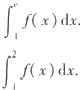 ∫₁ᵉ f(x) dx.
∫₁² f(x) dx.